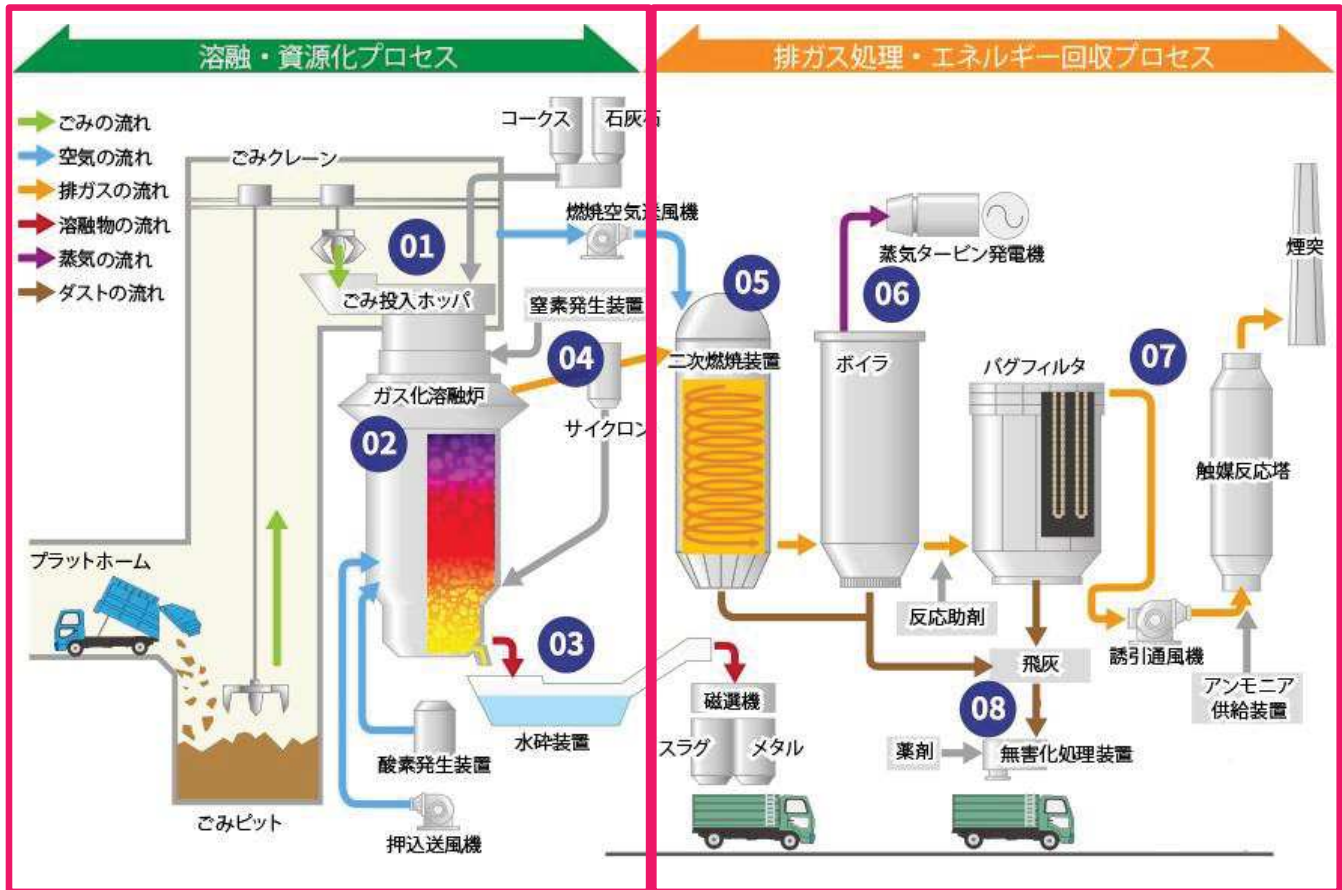 溶融・資源化プロセス
排ガス処理・エネルギー回収プロセス
ごみの流れ
空気の流れ
排ガスの流れ
溶融物の流れ
蒸気の流れ
ダストの流れ
コークス
石灰石
ごみクレーン
燃焼空気送風機
01
ごみ投入ホッパ
窒素発生装置
04
ガス化溶融炉
サイクロン
02
プラットホーム
03
酸素発生装置
水砕装置
ごみピット
押込送風機
蒸気タービン発電機
煙突
05
06
二次燃焼装置
ボイラ
バグフィルタ
07
触媒反応塔
反応助剤
飛灰
誘引通風機
アンモニア
供給装置
磁選機
08
スラグ
メタル
薬剤
無害化処理装置